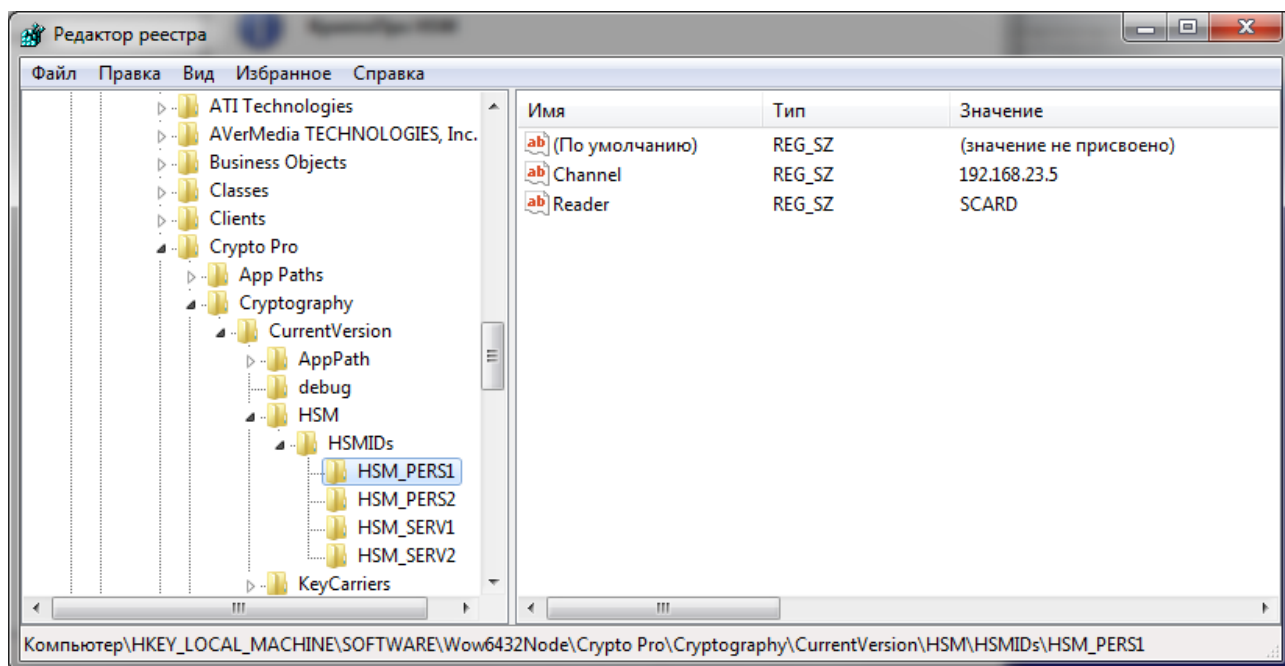 Редактор реестра
Файл Правка Вид Избранное Справка
ATI Technologies
AVerMedia TECHNOLOGIES, Inc.
Business Objects
Classes
Clients
Crypto Pro
App Paths
Cryptography
CurrentVersion
AppPath
debug
HSM
HSMIDs
HSM_PERS1
HSM_PERS2
HSM_SERV1
HSM_SERV2
KeyCarriers
Имя Тип Значение
ab (По умолчанию) REG_SZ (значение не присвоено)
ab Channel REG_SZ 192.168.23.5
ab Reader REG_SZ SCARD
Компьютер\HKEY_LOCAL_MACHINE\SOFTWARE\Wow6432Node\Crypto Pro\Cryptography\CurrentVersion\HSM\HSMIDs\HSM_PERS1